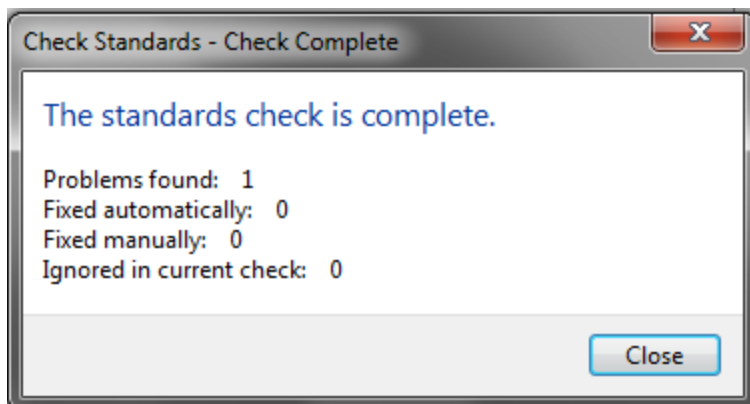 Check Standards - Check Complete
The standards check is complete.
Problems found: 1
Fixed automatically: 0
Fixed manually: 0
Ignored in current check: 0
Close